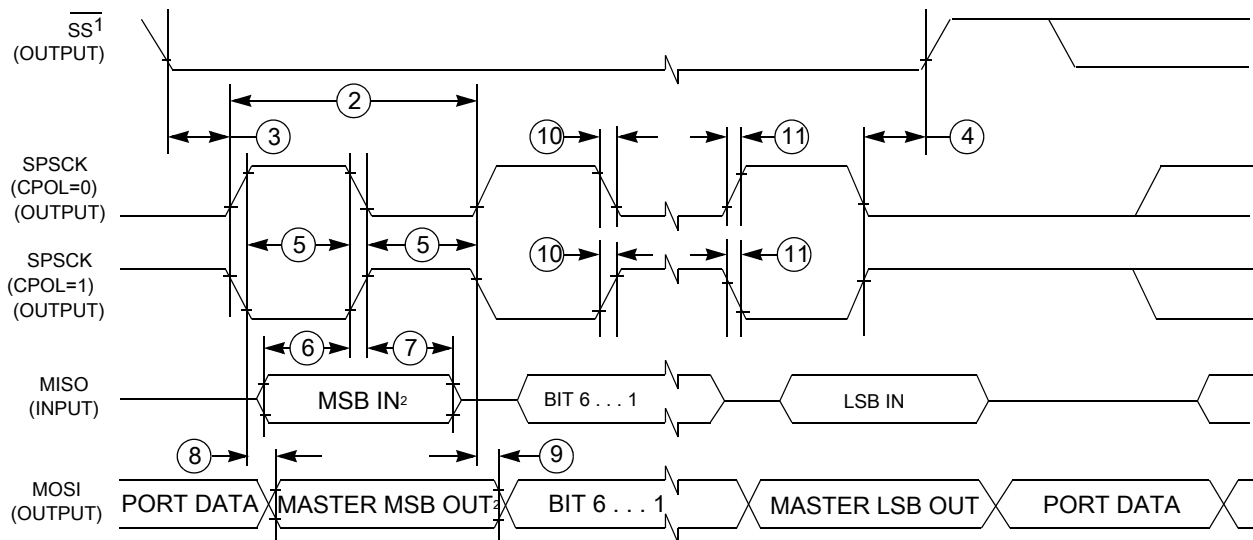 SS1
(OUTPUT)
2
3
10
11
4
SPSCK
(CPOL=0)
(OUTPUT)
5
5
SPSCK
(CPOL=1)
(OUTPUT)
10
11
6
7
MISO
(INPUT)
MSB IN2
BIT 6 . . . 1
LSB IN
8
9
MOSI
(OUTPUT)
PORT DATA
MASTER MSB OUT2
BIT 6 . . . 1
MASTER LSB OUT
PORT DATA